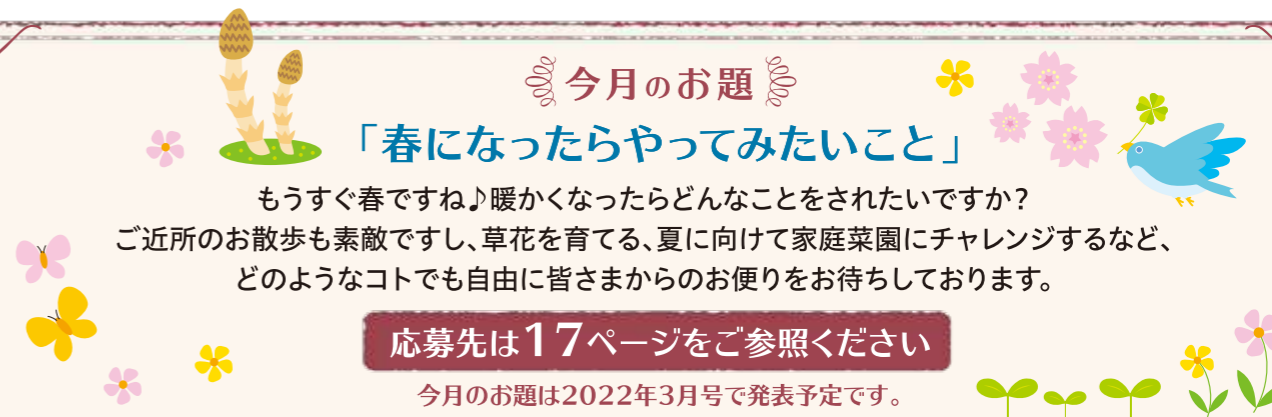 今月のお題
「春になったらやってみたいこと」
もうすぐ春ですね♪暖かくなったらどんなことをされたいですか？
ご近所のお散歩も素敵ですし、草花を育てる、夏に向けて家庭菜園にチャレンジするなど、
どのようなコトでも自由に皆さまからのお便りをお待ちしております。
応募先は17ページをご参照ください
今月のお題は2022年3月号で発表予定です。